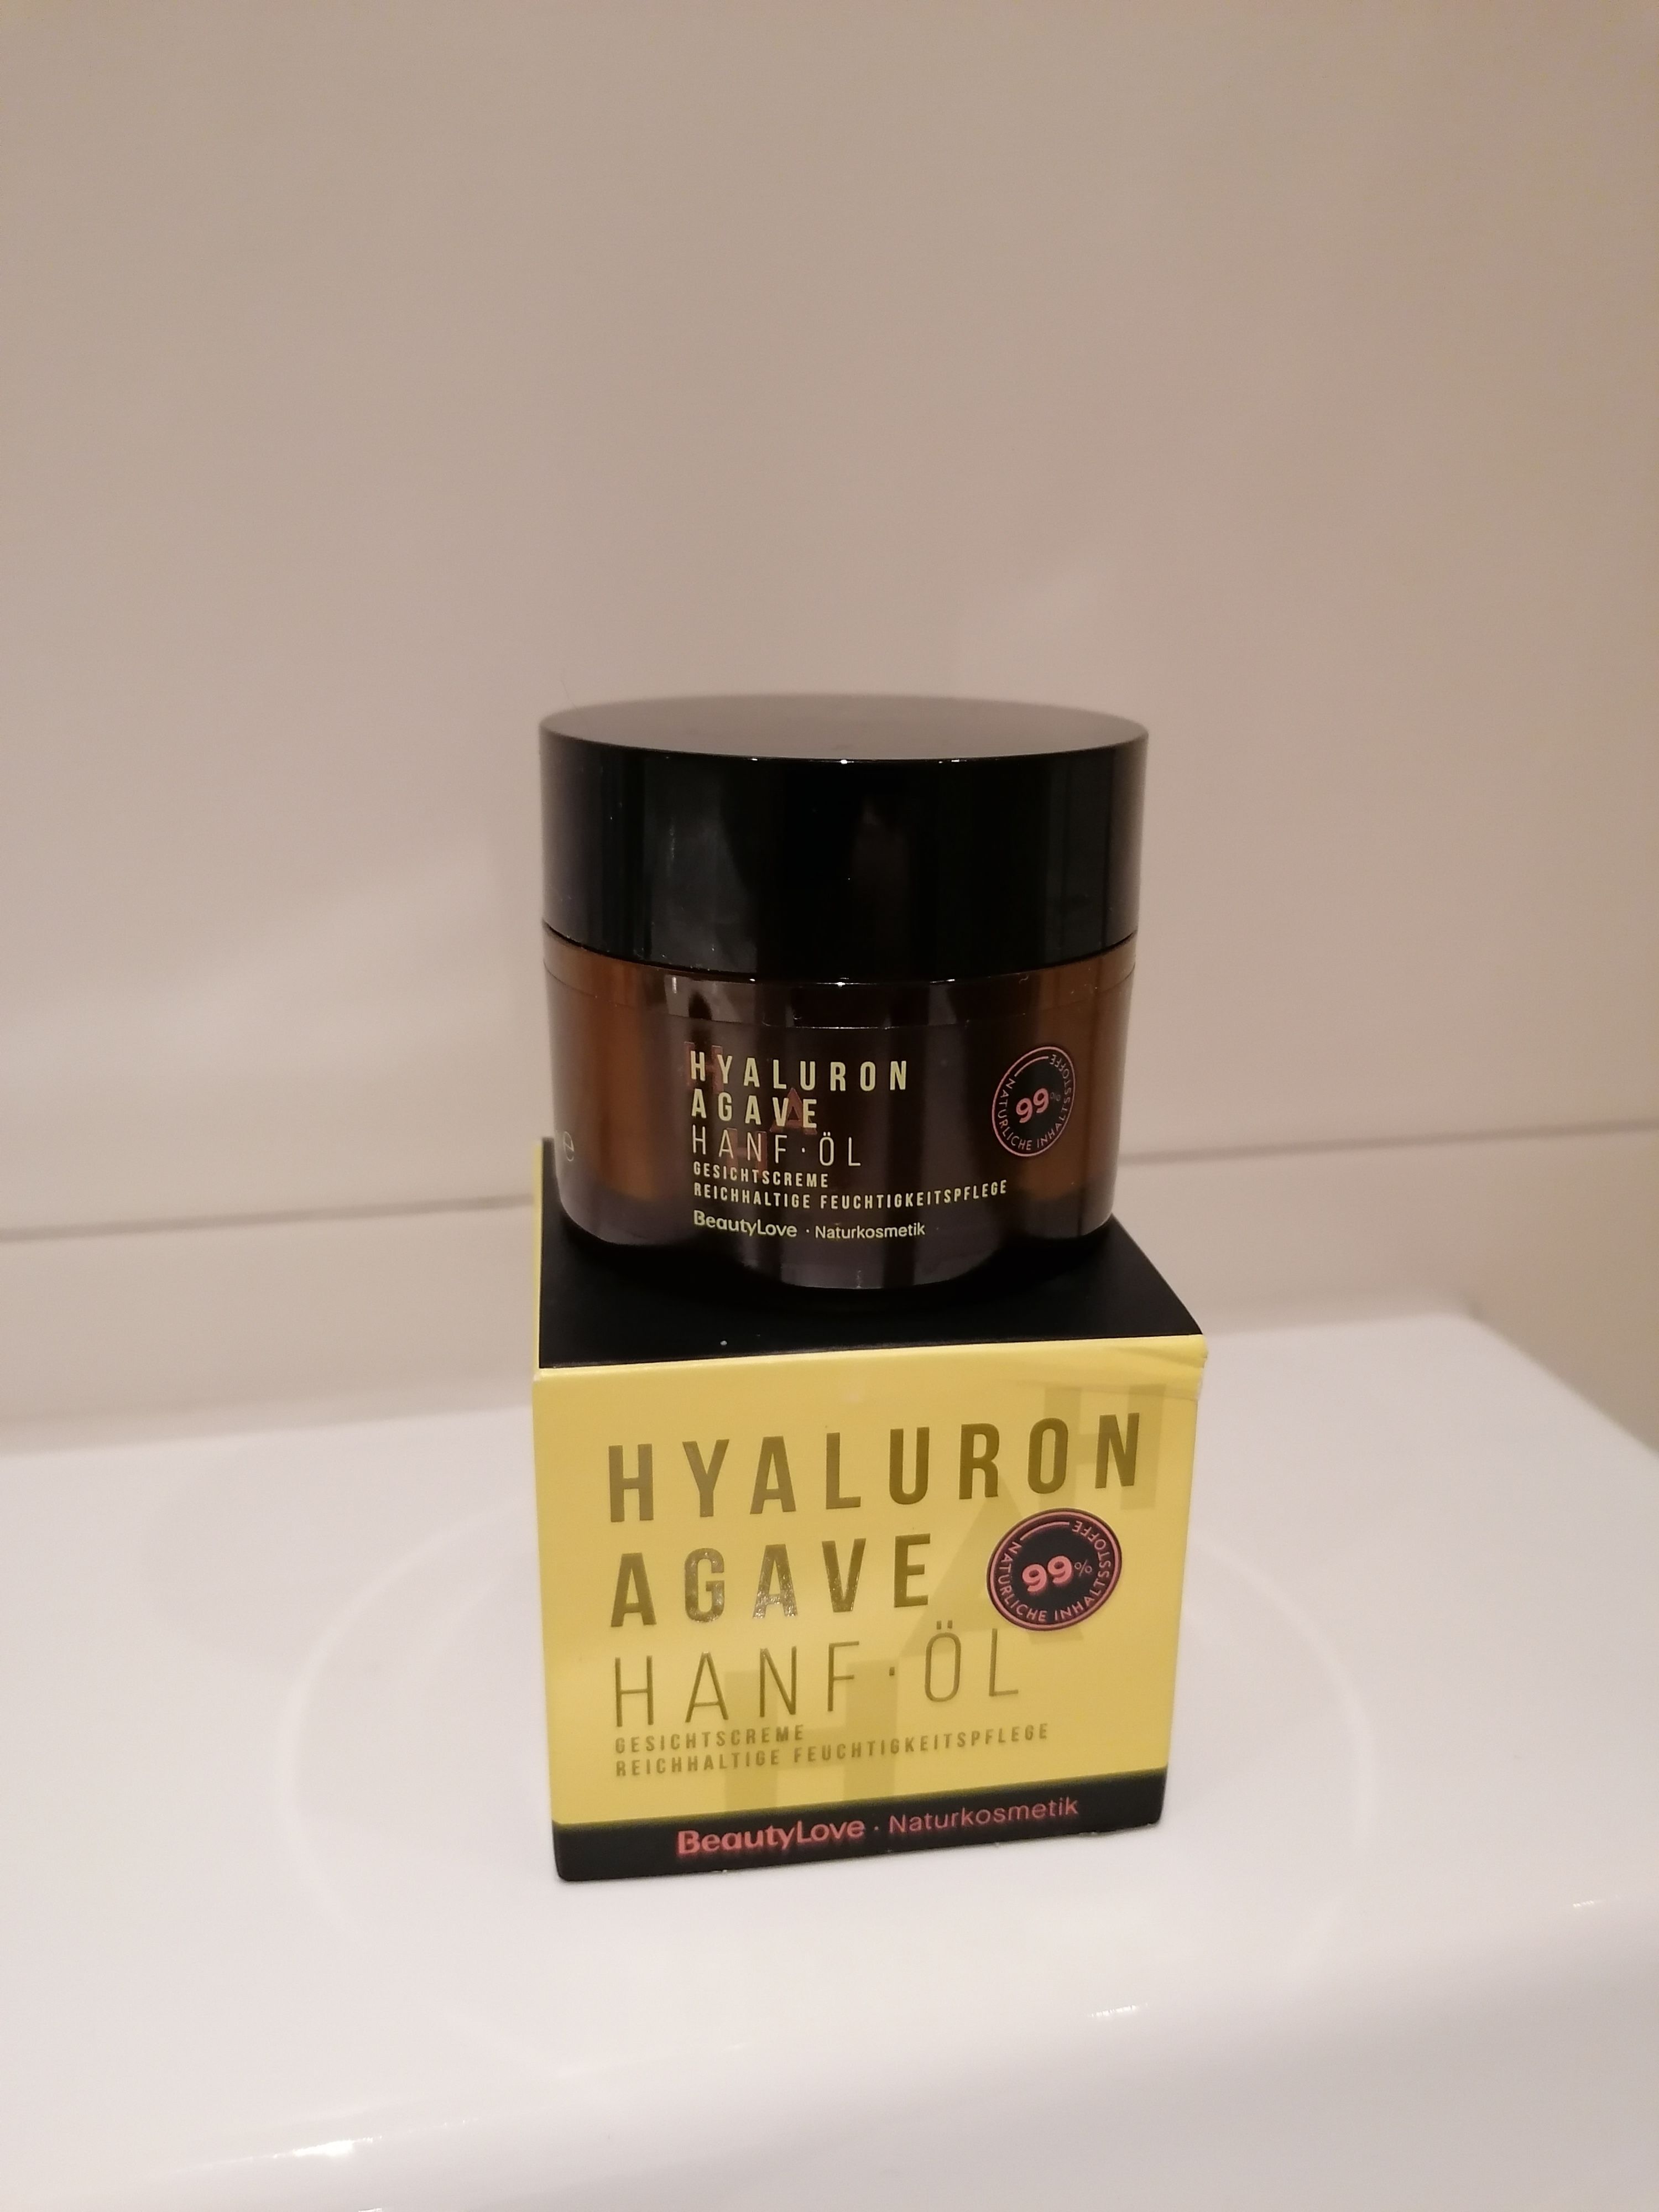 HYALURON
AGAVE
HANF·ÖL
GESICHTSCREME
REICHHALTIGE FEUCHTIGKEITSPFLEGE
BeautyLove · Naturkosmetik
99%
NATÜRLICHE INHALTSSTOFFE
℮
HYALURON
AGAVE
HANF·ÖL
GESICHTSCREME
REICHHALTIGE FEUCHTIGKEITSPFLEGE
99%
NATÜRLICHE INHALTSSTOFFE
BeautyLove · Naturkosmetik